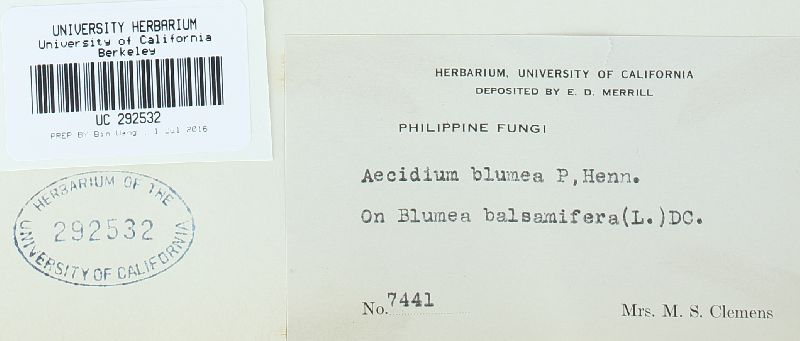 UNIVERSITY HERBARIUM
University of California
Berkeley
UC 292532
PREP BY Bin Wang 1 Jul 2016
HERBARIUM OF THE
292532
UNIVERSITY OF CALIFORNIA
HERBARIUM, UNIVERSITY OF CALIFORNIA
DEPOSITED BY E. D. MERRILL
PHILIPPINE FUNGI
Aecidium blumea P,Henn.
On Blumea balsamifera(L.)DC.
No. 7441
Mrs. M. S. Clemens